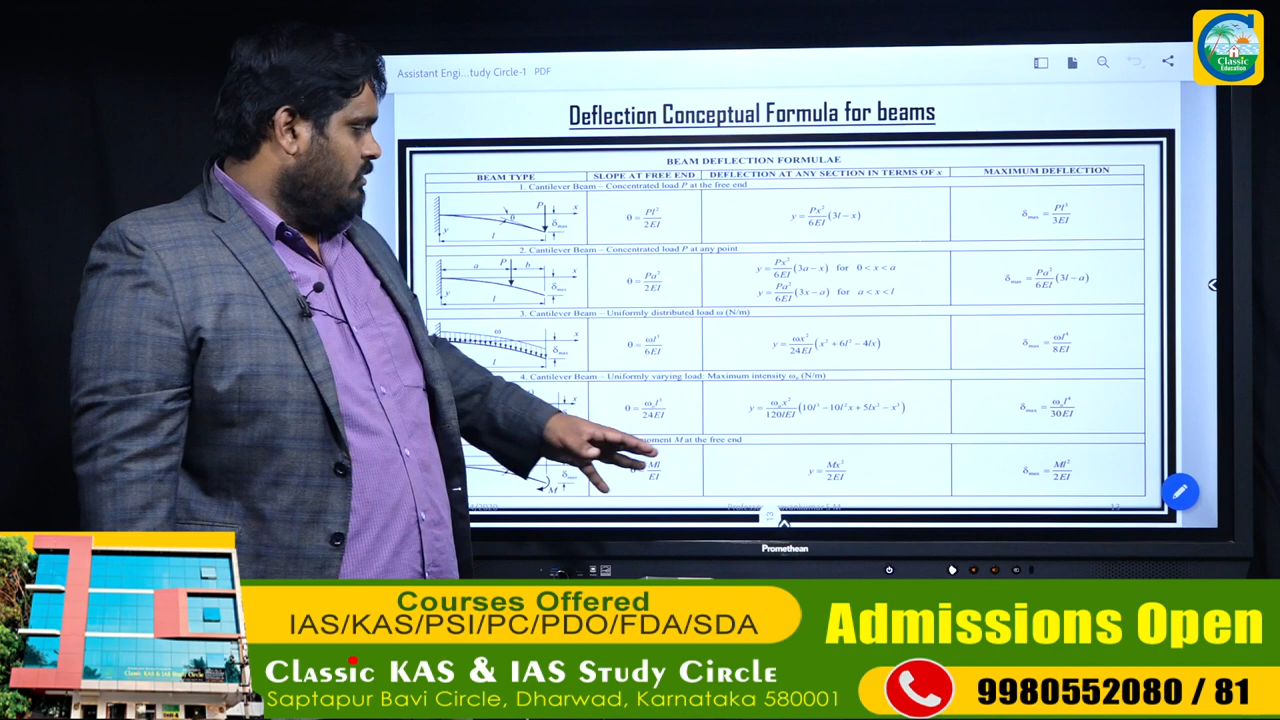 Classic
Education
Assistant Engi...tudy Circle-1 PDF
Deflection Conceptual Formula for beams
BEAM DEFLECTION FORMULAE
BEAM TYPE SLOPE AT FREE END DEFLECTION AT ANY SECTION IN TERMS OF x MAXIMUM DEFLECTION
1. Cantilever Beam – Concentrated load P at the free end
P x θ δmax y l
θ = Pl²/2EI y = Px²/6EI (3l – x) δmax = Pl³/3EI
2. Cantilever Beam – Concentrated load P at any point
a P b x δmax y l
θ = Pa²/2EI y = Px²/6EI (3a – x) for 0 < x < a δmax = Pa²/6EI (3l – a)
y = Pa²/6EI (3x – a) for a < x < l
3. Cantilever Beam – Uniformly distributed load ω (N/m)
ω x δmax l
θ = ωl³/6EI y = ωx²/24EI (x² + 6l² – 4lx) δmax = ωl⁴/8EI
4. Cantilever Beam – Uniformly varying load: Maximum intensity ωo (N/m)
θ = ωol³/24EI y = ωox²/120lEI (10l³ – 10l²x + 5lx² – x³) δmax = ωol⁴/30EI
moment M at the free end
δmax M
Ml/EI y = Mx²/2EI δmax = Ml²/2EI
13
Promethean
Courses Offered
IAS/KAS/PSI/PC/PDO/FDA/SDA
Classic KAS & IAS Study Circle
Saptapur Bavi Circle, Dharwad, Karnataka 580001
Admissions Open
9980552080 / 81